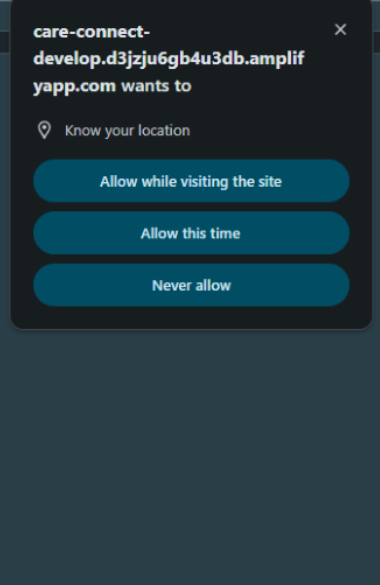 care-connect-
develop.d3jzju6gb4u3db.amplif
yapp.com wants to
Know your location
Allow while visiting the site
Allow this time
Never allow